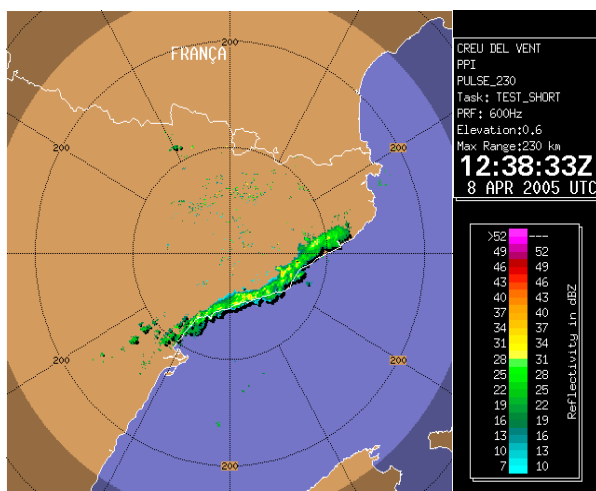 FRANÇA
200
200
200
200
200
200
CREU DEL VENT
PPI
PULSE_230
Task: TEST_SHORT
PRF: 600Hz
Elevation:0.6
Max Range:230 km
12:38:33Z
8 APR 2005 UTC
>52 ---
49 52
46 49
43 46
40 43
37 40
34 37
31 34
28 31
25 28
22 25
19 22
16 19
13 16
10 13
7 10
Reflectivity in dBZ